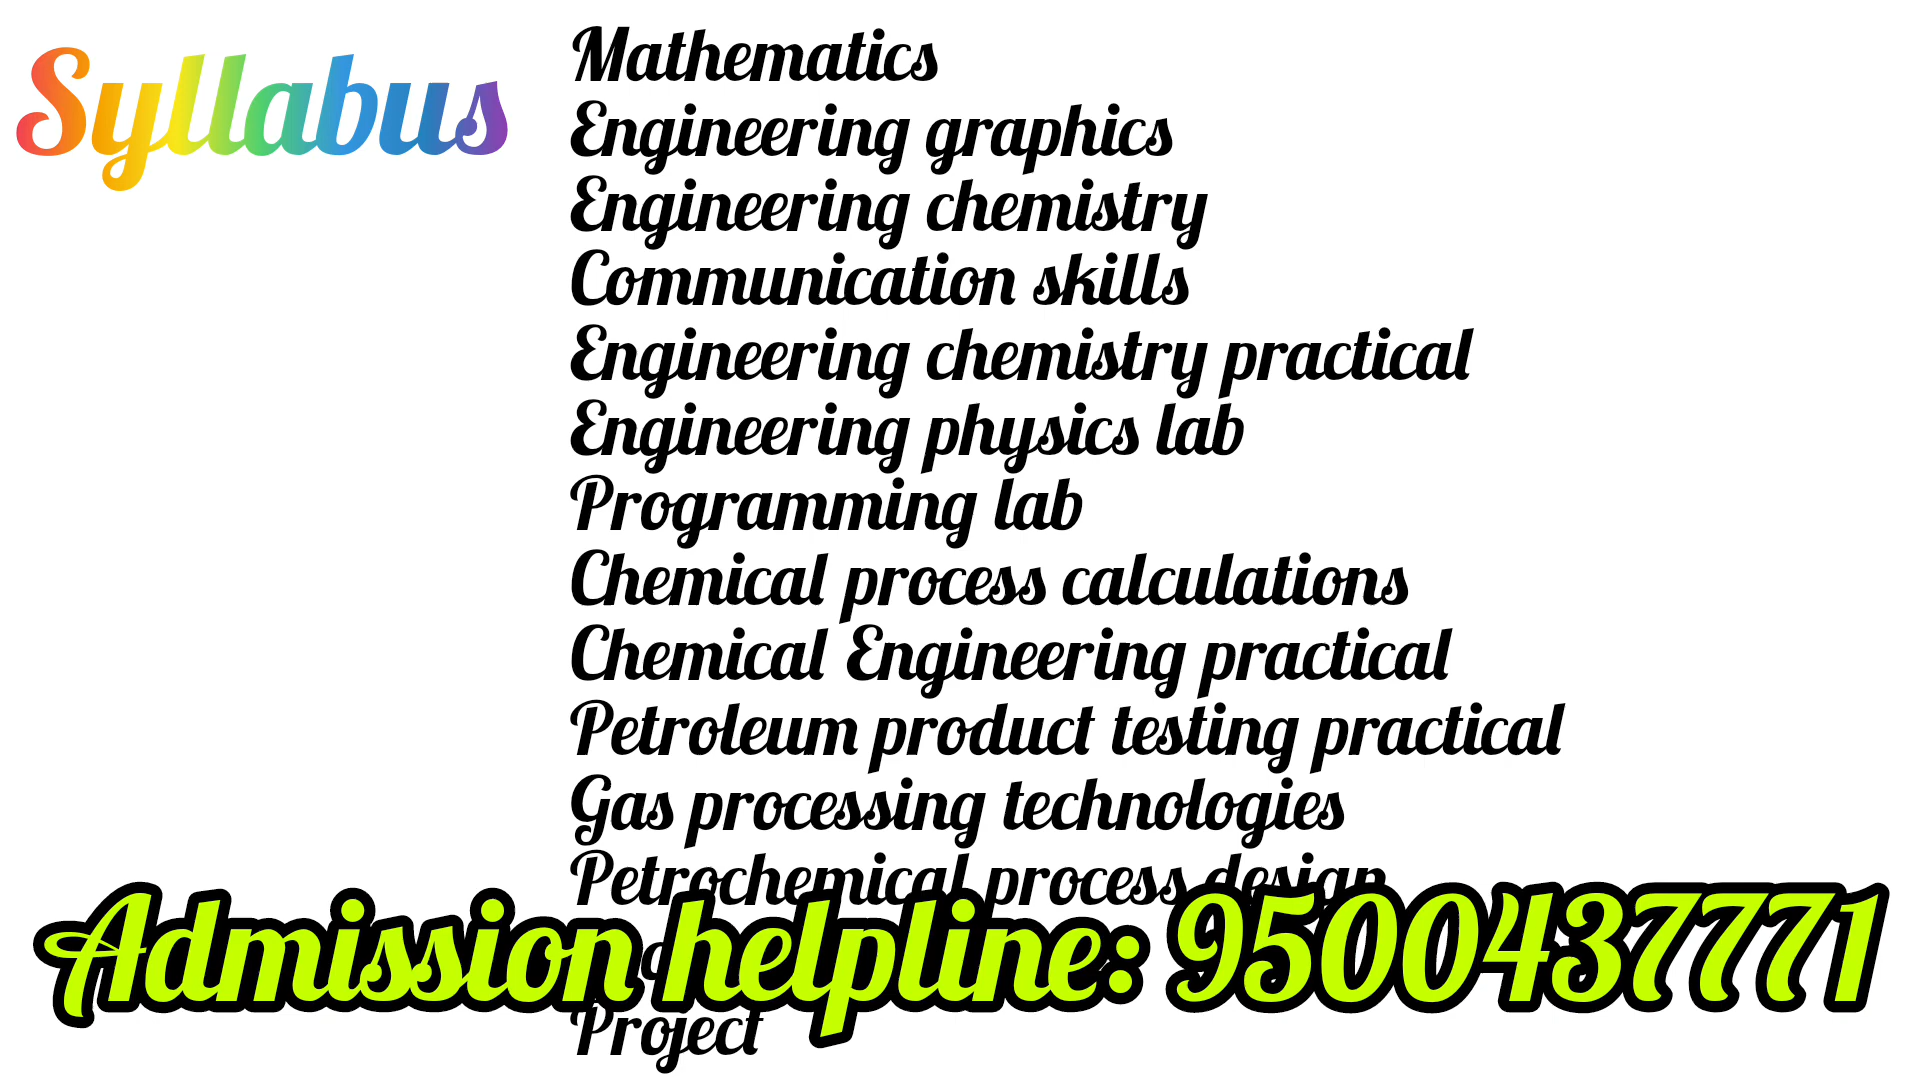 Syllabus
Mathematics
Engineering graphics
Engineering chemistry
Communication skills
Engineering chemistry practical
Engineering physics lab
Programming lab
Chemical process calculations
Chemical Engineering practical
Petroleum product testing practical
Gas processing technologies
Petrochemical process design
Admission helpline: 9500437771
Project